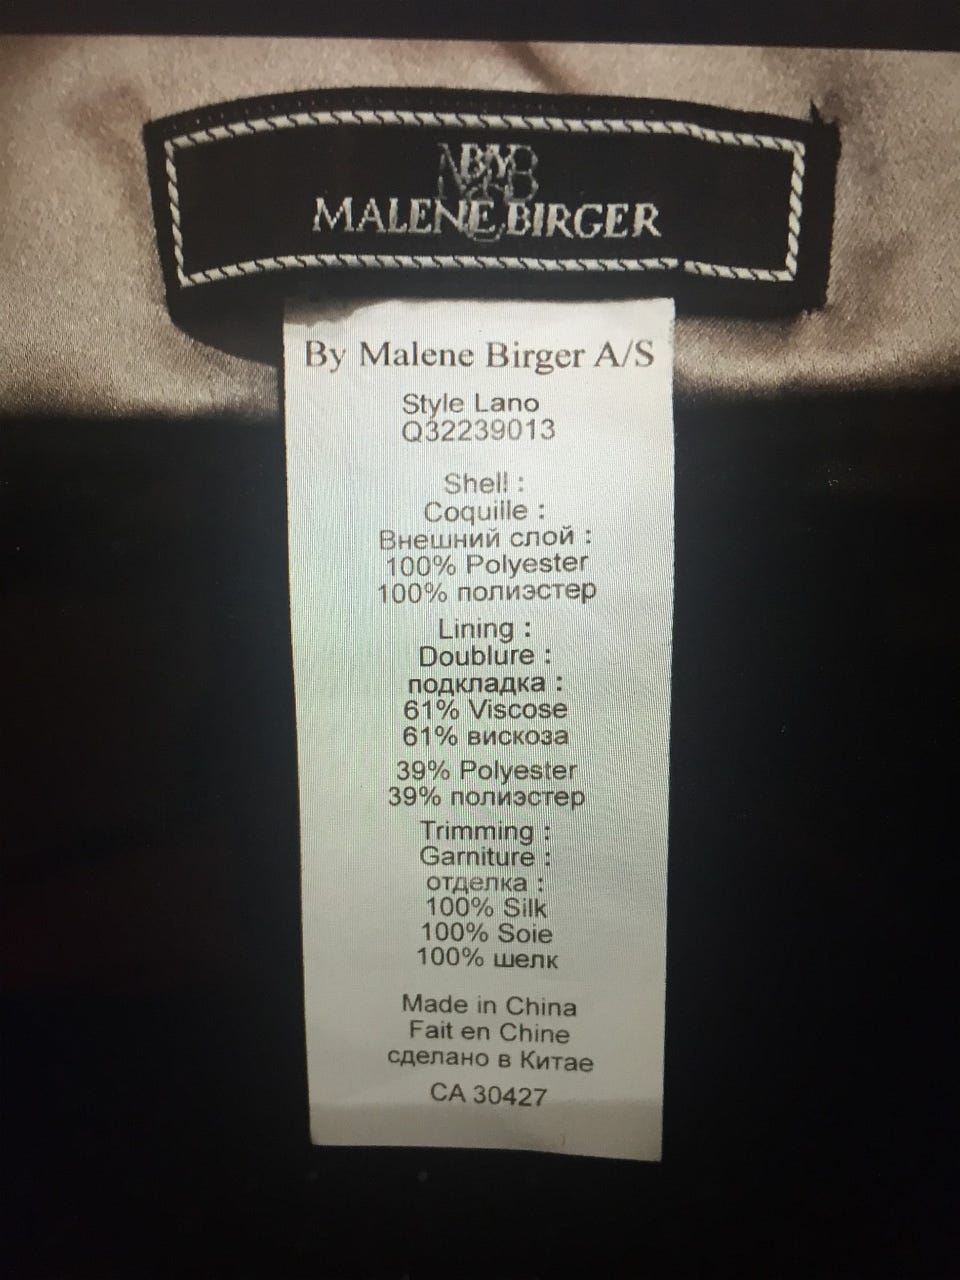 BY
MALENE BIRGER
By Malene Birger A/S
Style Lano
Q32239013
Shell :
Coquille :
Внешний слой :
100% Polyester
100% полиэстер
Lining :
Doublure :
подкладка :
61% Viscose
61% вискоза
39% Polyester
39% полиэстер
Trimming :
Garniture :
отделка :
100% Silk
100% Soie
100% шелк
Made in China
Fait en Chine
сделано в Китае
CA 30427